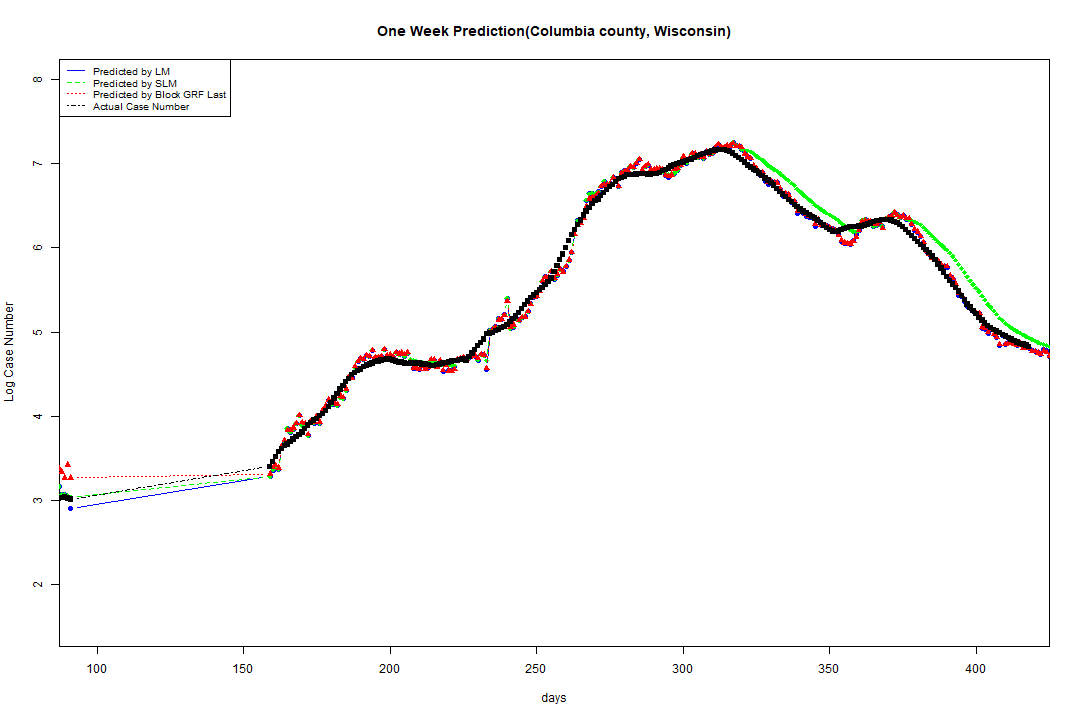 One Week Prediction(Columbia county, Wisconsin)
Predicted by LM
Predicted by SLM
Predicted by Block GRF Last
Actual Case Number
8
7
6
5
4
3
2
Log Case Number
100 150 200 250 300 350 400
days